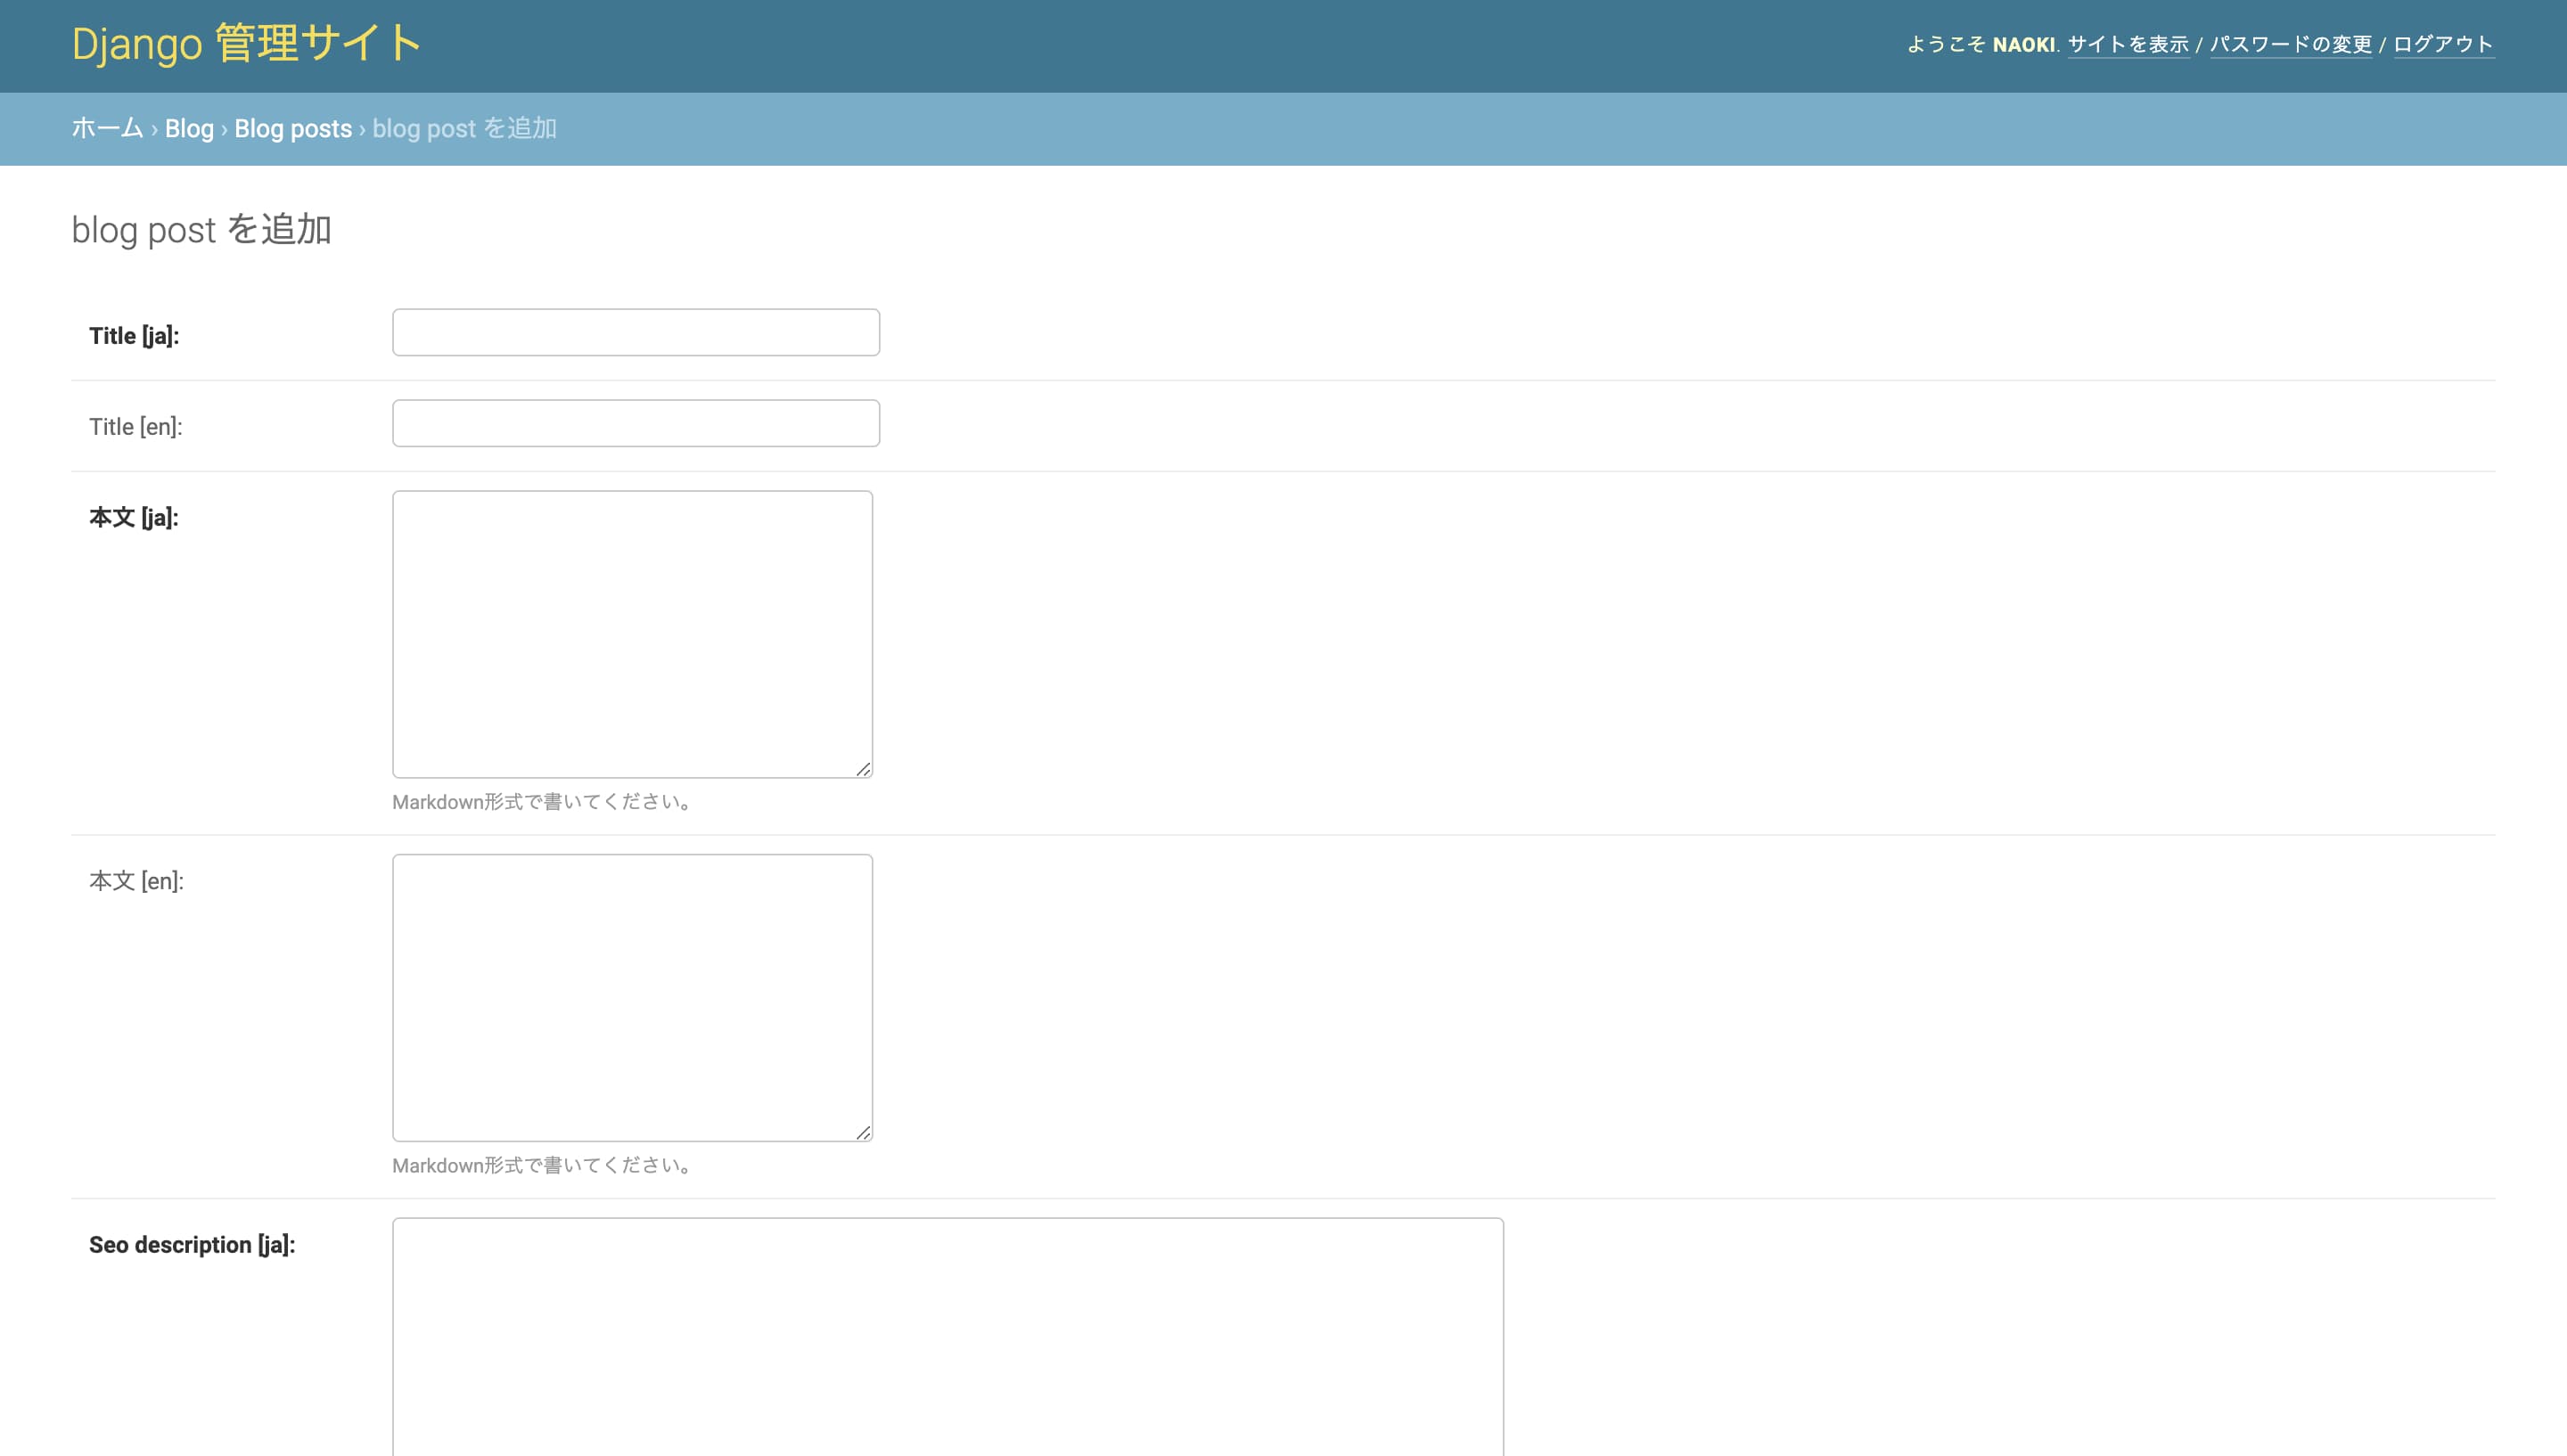 Django 管理サイト
ようこそ NAOKI. サイトを表示 / パスワードの変更 / ログアウト
ホーム › Blog › Blog posts › blog post を追加
blog post を追加
Title [ja]:
Title [en]:
本文 [ja]:
Markdown形式で書いてください。
本文 [en]:
Markdown形式で書いてください。
Seo description [ja]: